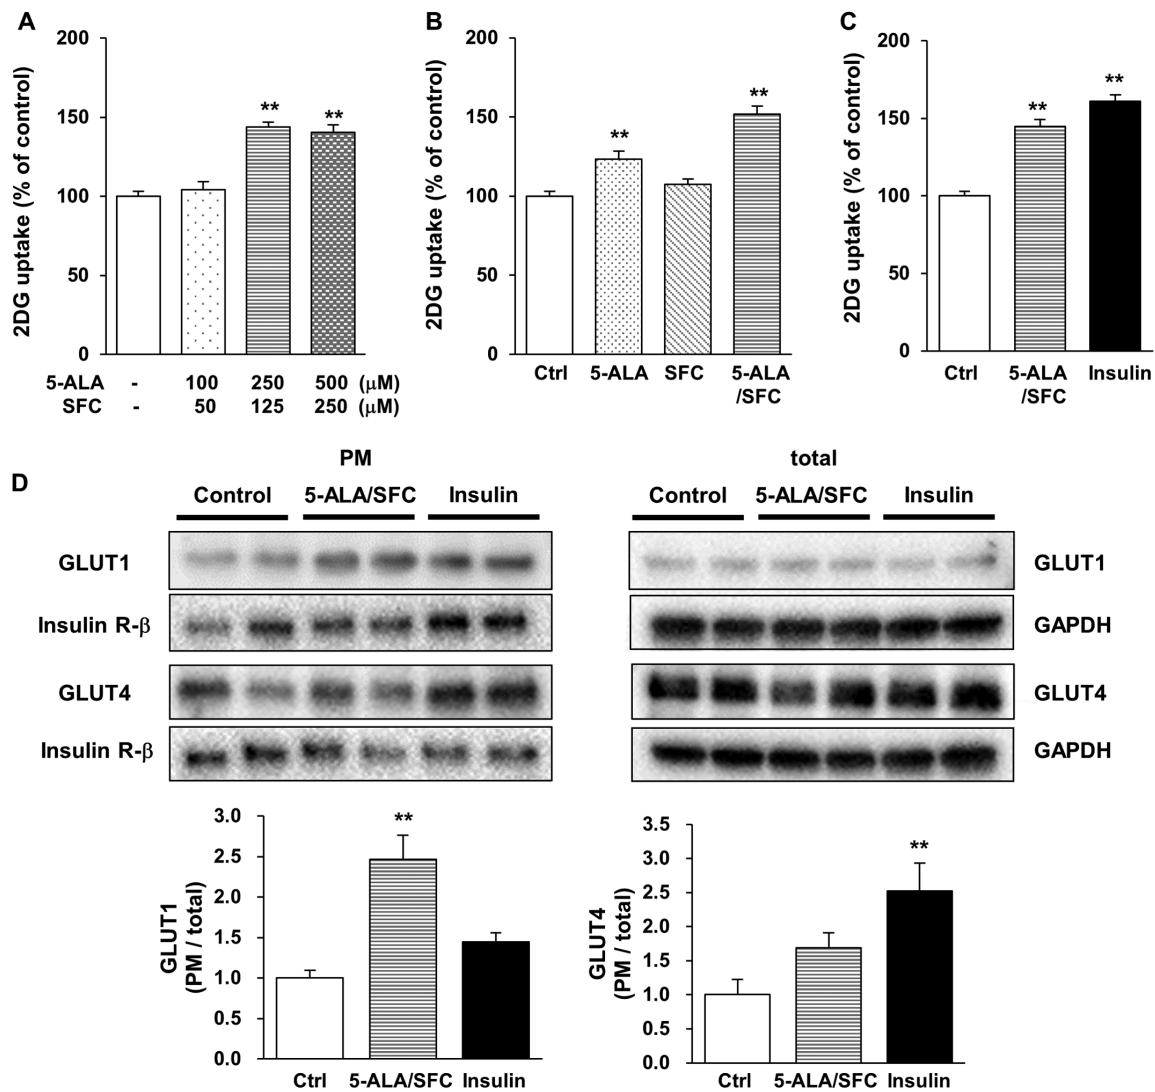 A
2DG uptake (% of control)
200
150
100
50
0
**
**
5-ALA - 100 250 500 (μM)
SFC - 50 125 250 (μM)
B
2DG uptake (% of control)
200
150
100
50
0
**
**
Ctrl 5-ALA SFC 5-ALA
/SFC
C
2DG uptake (% of control)
200
150
100
50
0
**
**
Ctrl 5-ALA Insulin
/SFC
D
PM
Control 5-ALA/SFC Insulin
GLUT1
Insulin R-β
GLUT4
Insulin R-β
total
Control 5-ALA/SFC Insulin
GLUT1
GAPDH
GLUT4
GAPDH
GLUT1
(PM / total)
3.0
2.5
2.0
1.5
1.0
0.5
0.0
**
Ctrl 5-ALA/SFC Insulin
GLUT4
(PM / total)
3.5
3.0
2.5
2.0
1.5
1.0
0.5
0.0
**
Ctrl 5-ALA/SFC Insulin